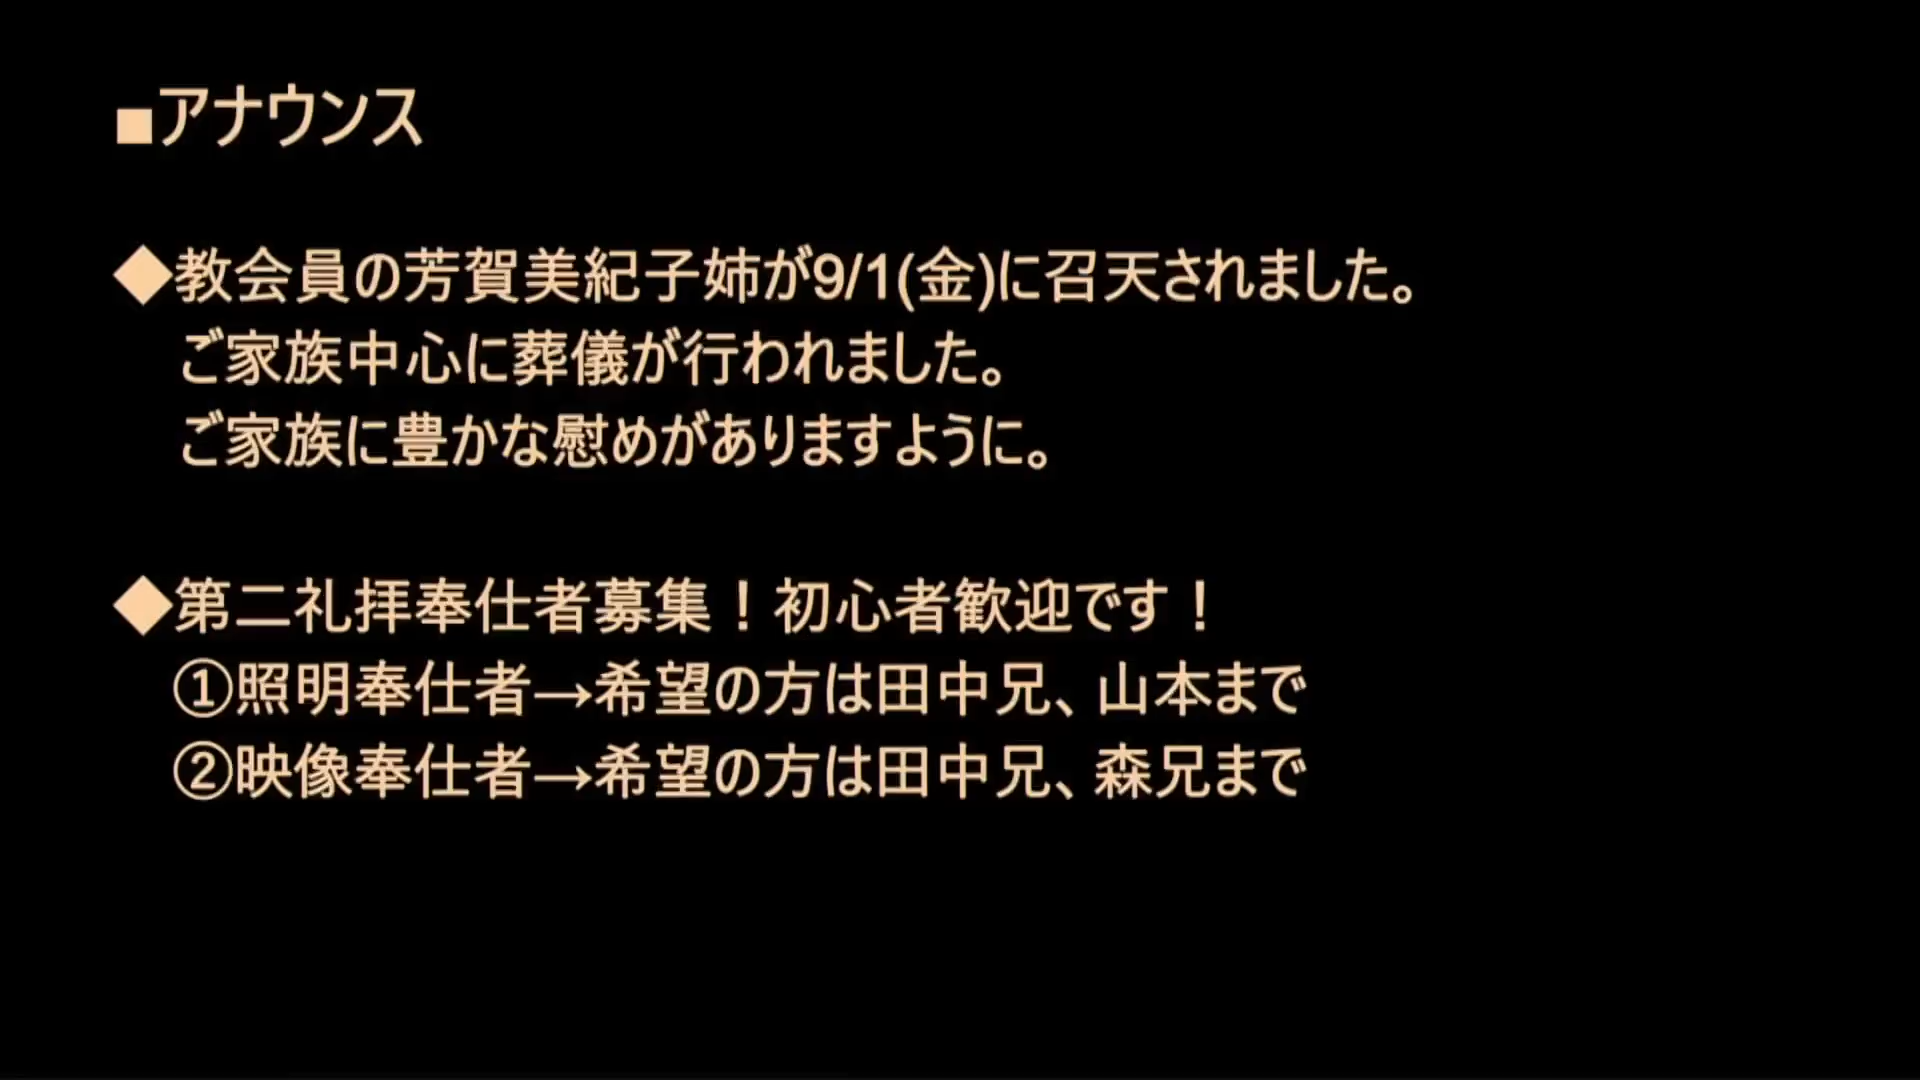 ■アナウンス
◆教会員の芳賀美紀子姉が9/1(金)に召天されました。
ご家族中心に葬儀が行われました。
ご家族に豊かな慰めがありますように。
◆第二礼拝奉仕者募集！初心者歓迎です！
①照明奉仕者→希望の方は田中兄、山本まで
②映像奉仕者→希望の方は田中兄、森兄まで